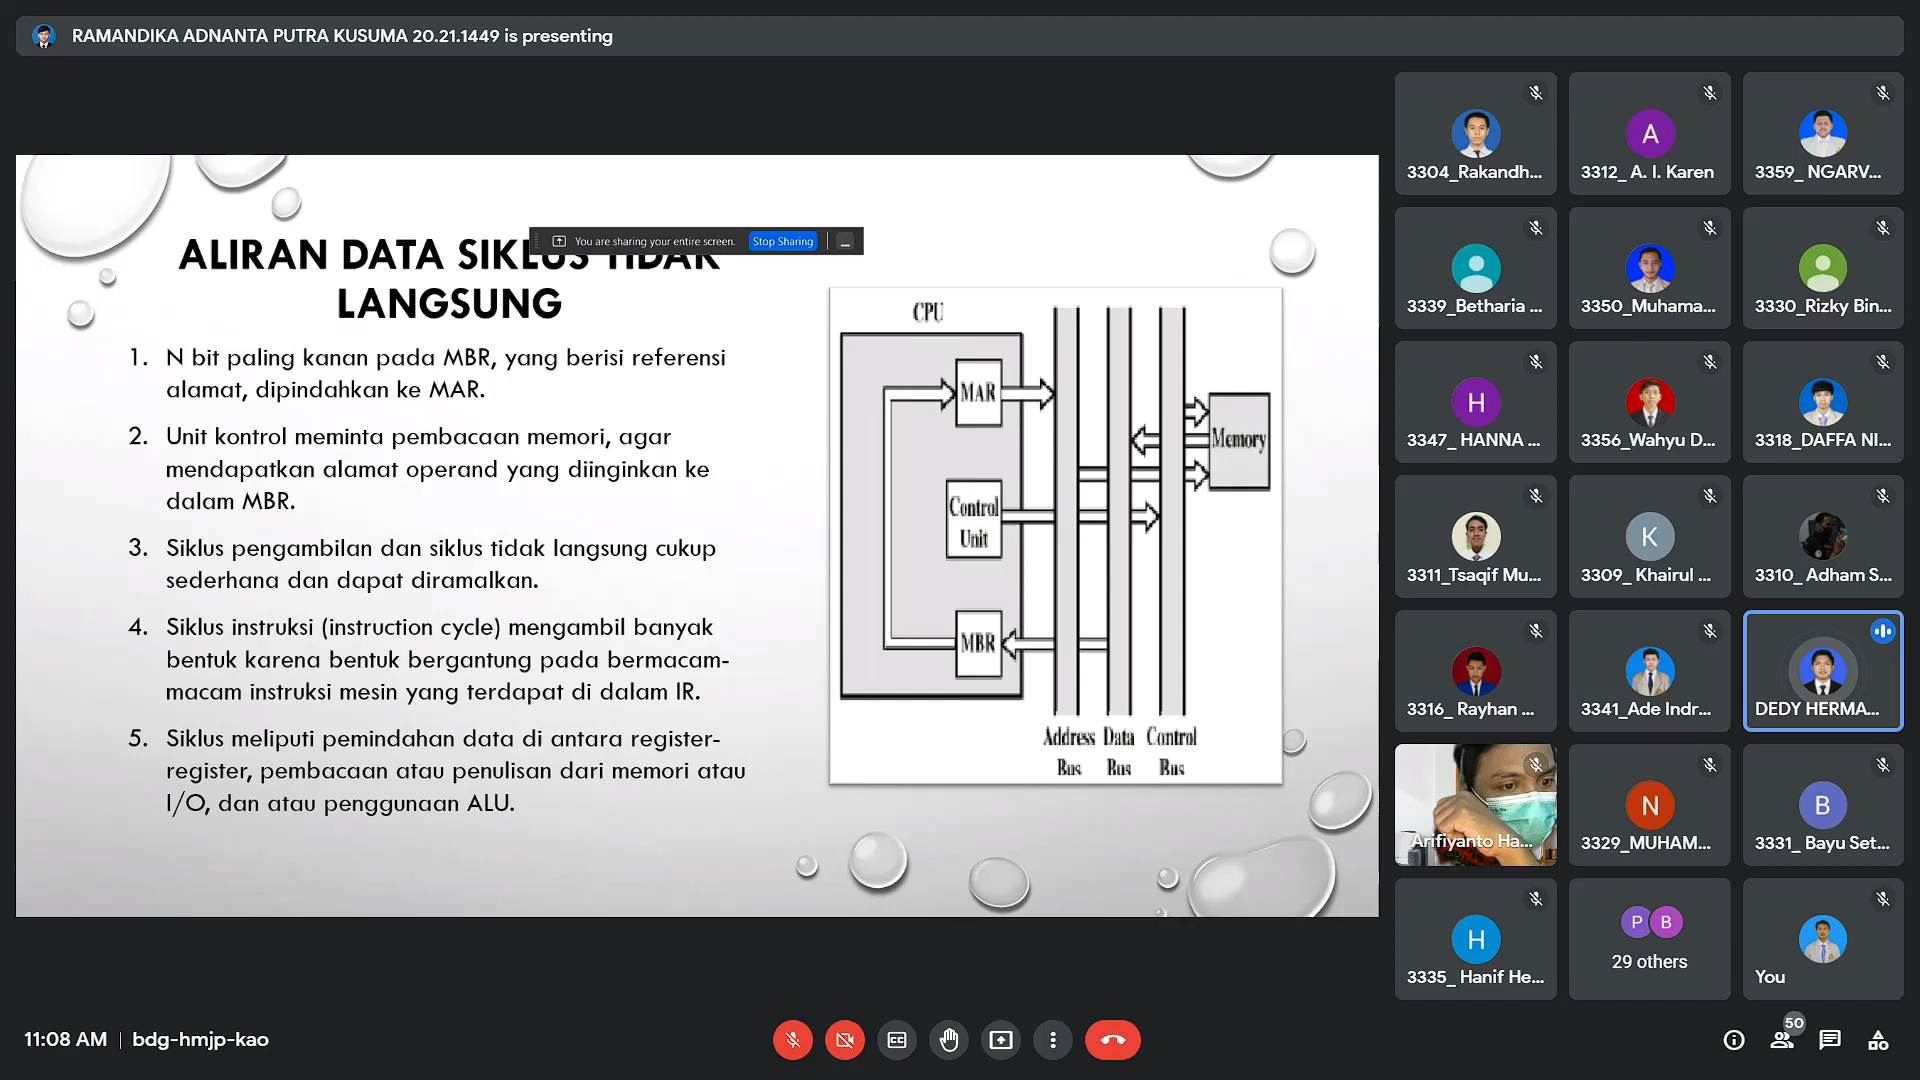 RAMANDIKA ADNANTA PUTRA KUSUMA 20.21.1449 is presenting
You are sharing your entire screen.
Stop Sharing
ALIRAN DATA SIKLUS TIDAK
LANGSUNG
1. N bit paling kanan pada MBR, yang berisi referensi
alamat, dipindahkan ke MAR.
2. Unit kontrol meminta pembacaan memori, agar
mendapatkan alamat operand yang diinginkan ke
dalam MBR.
3. Siklus pengambilan dan siklus tidak langsung cukup
sederhana dan dapat diramalkan.
4. Siklus instruksi (instruction cycle) mengambil banyak
bentuk karena bentuk bergantung pada bermacam-
macam instruksi mesin yang terdapat di dalam IR.
5. Siklus meliputi pemindahan data di antara register-
register, pembacaan atau penulisan dari memori atau
I/O, dan atau penggunaan ALU.
CPU
MAR
Memory
Control
Unit
MBR
Address Data Control
Bus Bus Bus
3304_Rakandh...
A
3312_ A. I. Karen
3359_ NGARV...
3339_Betharia ...
3350_Muhama...
3330_Rizky Bin...
H
3347_ HANNA ...
3356_Wahyu D...
3318_DAFFA NI...
3311_Tsaqif Mu...
K
3309_ Khairul ...
3310_ Adham S...
3316_ Rayhan ...
3341_Ade Indr...
DEDY HERMA...
Arifiyanto Ha...
N
3329_MUHAM...
B
3331_ Bayu Set...
H
3335_ Hanif He...
P B
29 others
You
11:08 AM | bdg-hmjp-kao
50